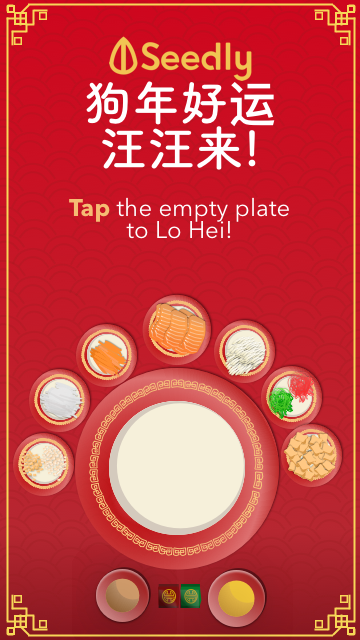 Seedly
狗年好运
汪汪来!
Tap the empty plate
to Lo Hei!